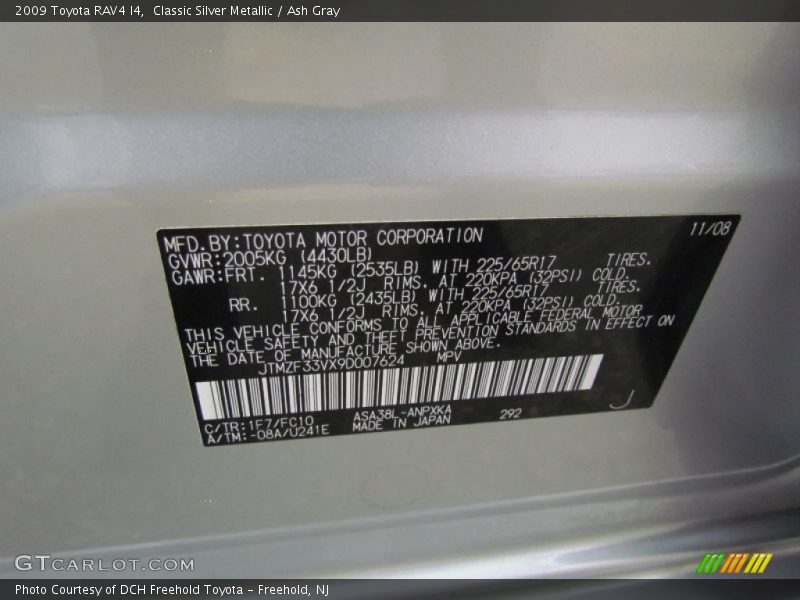 2009 Toyota RAV4 I4,  Classic Silver Metallic / Ash Gray
MFD. BY: TOYOTA MOTOR CORPORATION 11/08
GVWR: 2005KG (4430LB)
GAWR: FRT. 1145KG (2535LB) WITH 225/65R17 TIRES.
17X6 1/2J RIMS. AT 220KPA (32PSI) COLD.
RR. 1100KG (2435LB) WITH 225/65R17 TIRES.
17X6 1/2J RIMS. AT 220KPA (32PSI) COLD.
THIS VEHICLE CONFORMS TO ALL APPLICABLE FEDERAL MOTOR
VEHICLE SAFETY AND THEFT PREVENTION STANDARDS IN EFFECT ON
THE DATE OF MANUFACTURE SHOWN ABOVE.
JTMZF33VX9D007624 MPV
C/TR: 1F7/FC10 ASA38L-ANPXKA 292 J
A/TM: -08A/U241E MADE IN JAPAN
GTCARLOT.COM
Photo Courtesy of DCH Freehold Toyota - Freehold, NJ